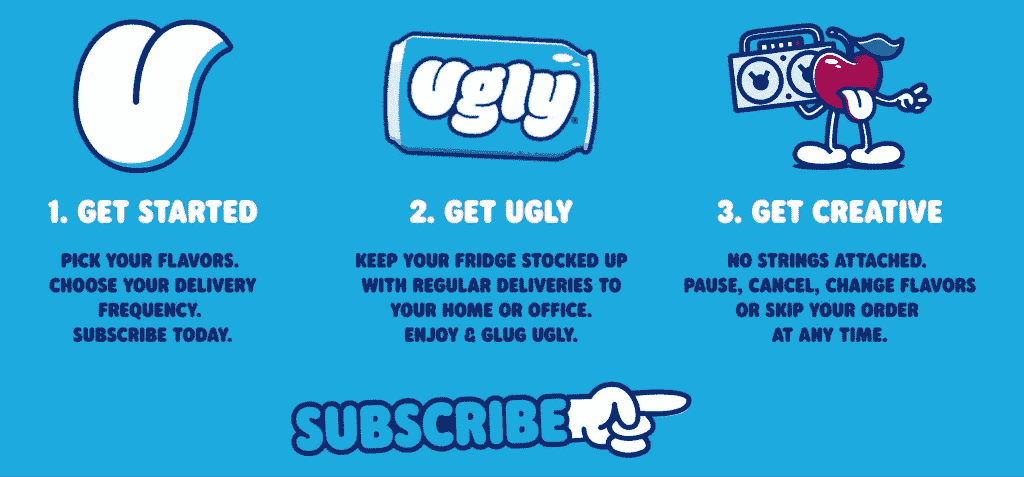 Ugly
1. GET STARTED
PICK YOUR FLAVORS.
CHOOSE YOUR DELIVERY
FREQUENCY.
SUBSCRIBE TODAY.
2. GET UGLY
KEEP YOUR FRIDGE STOCKED UP
WITH REGULAR DELIVERIES TO
YOUR HOME OR OFFICE.
ENJOY & GLUG UGLY.
3. GET CREATIVE
NO STRINGS ATTACHED.
PAUSE, CANCEL, CHANGE FLAVORS
OR SKIP YOUR ORDER
AT ANY TIME.
SUBSCRIBE